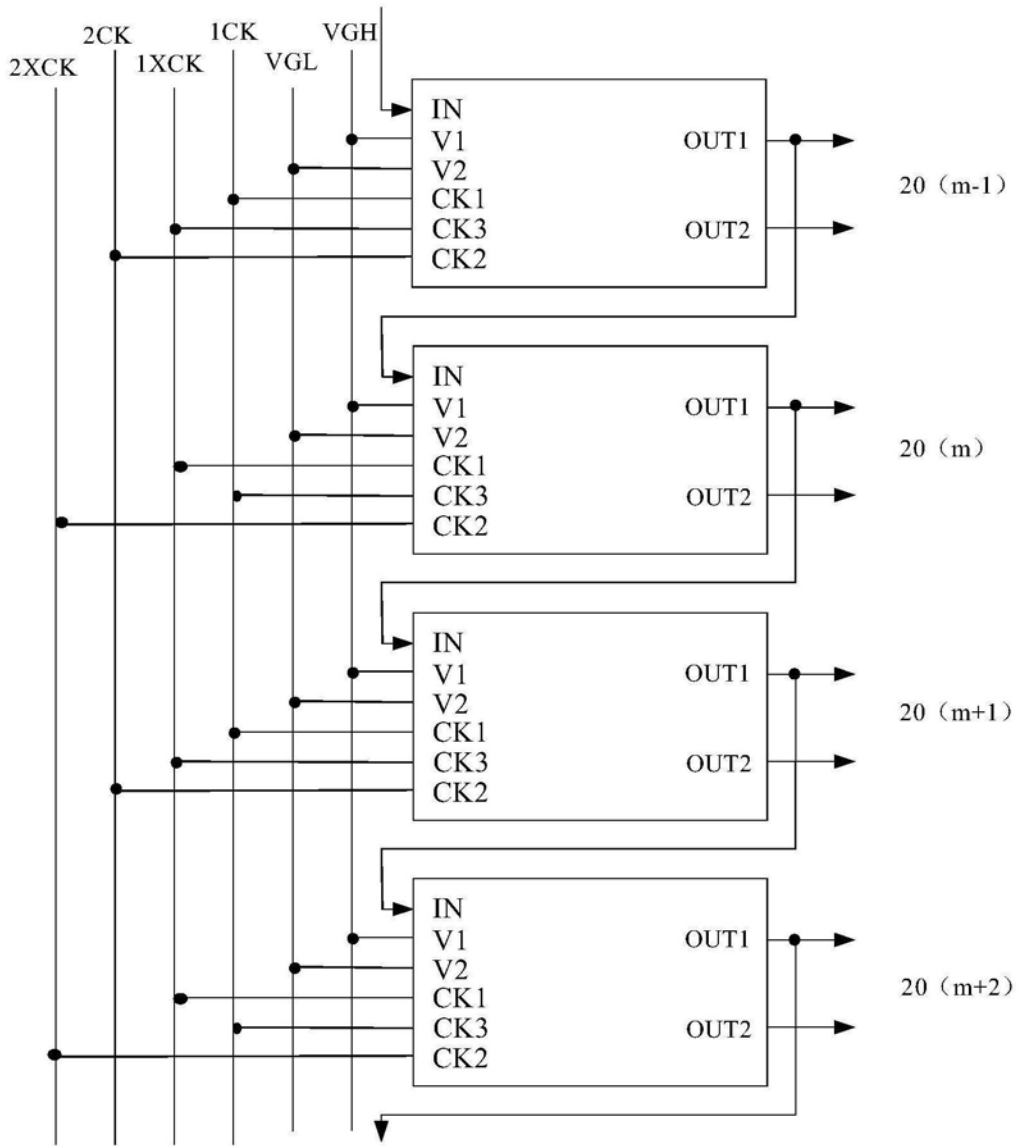 2XCK
2CK
1XCK
1CK
VGL
VGH
IN
V1
V2
CK1
CK3
CK2
OUT1
OUT2
20（m-1）
IN
V1
V2
CK1
CK3
CK2
OUT1
OUT2
20（m）
IN
V1
V2
CK1
CK3
CK2
OUT1
OUT2
20（m+1）
IN
V1
V2
CK1
CK3
CK2
OUT1
OUT2
20（m+2）